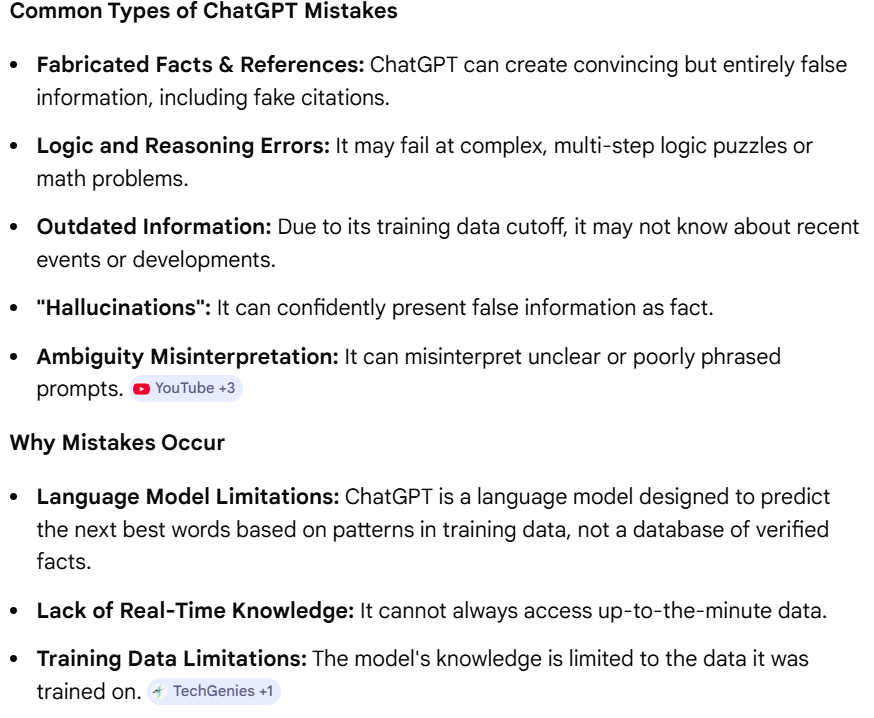 Common Types of ChatGPT Mistakes
• Fabricated Facts & References: ChatGPT can create convincing but entirely false
information, including fake citations.
• Logic and Reasoning Errors: It may fail at complex, multi-step logic puzzles or
math problems.
• Outdated Information: Due to its training data cutoff, it may not know about recent
events or developments.
• "Hallucinations": It can confidently present false information as fact.
• Ambiguity Misinterpretation: It can misinterpret unclear or poorly phrased
prompts. YouTube +3
Why Mistakes Occur
• Language Model Limitations: ChatGPT is a language model designed to predict
the next best words based on patterns in training data, not a database of verified
facts.
• Lack of Real-Time Knowledge: It cannot always access up-to-the-minute data.
• Training Data Limitations: The model's knowledge is limited to the data it was
trained on. TechGenies +1